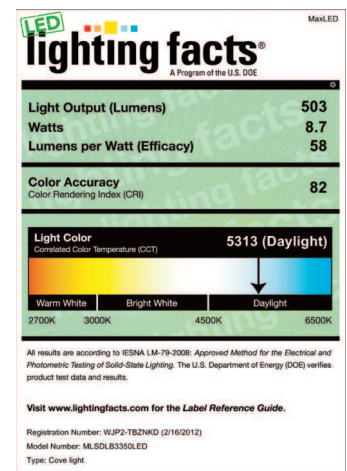 MaxLED
LED
lighting facts®
A Program of the U.S. DOE
Light Output (Lumens) 503
Watts 8.7
Lumens per Watt (Efficacy) 58
Color Accuracy
Color Rendering Index (CRI) 82
Light Color
Correlated Color Temperature (CCT) 5313 (Daylight)
Warm White Bright White Daylight
2700K 3000K 4500K 6500K
All results are according to IESNA LM-79-2008: Approved Method for the Electrical and
Photometric Testing of Solid-State Lighting. The U.S. Department of Energy (DOE) verifies
product test data and results.
Visit www.lightingfacts.com for the Label Reference Guide.
Registration Number: WJP2-TBZNKD (2/16/2012)
Model Number: MLSDLB3350LED
Type: Cove light